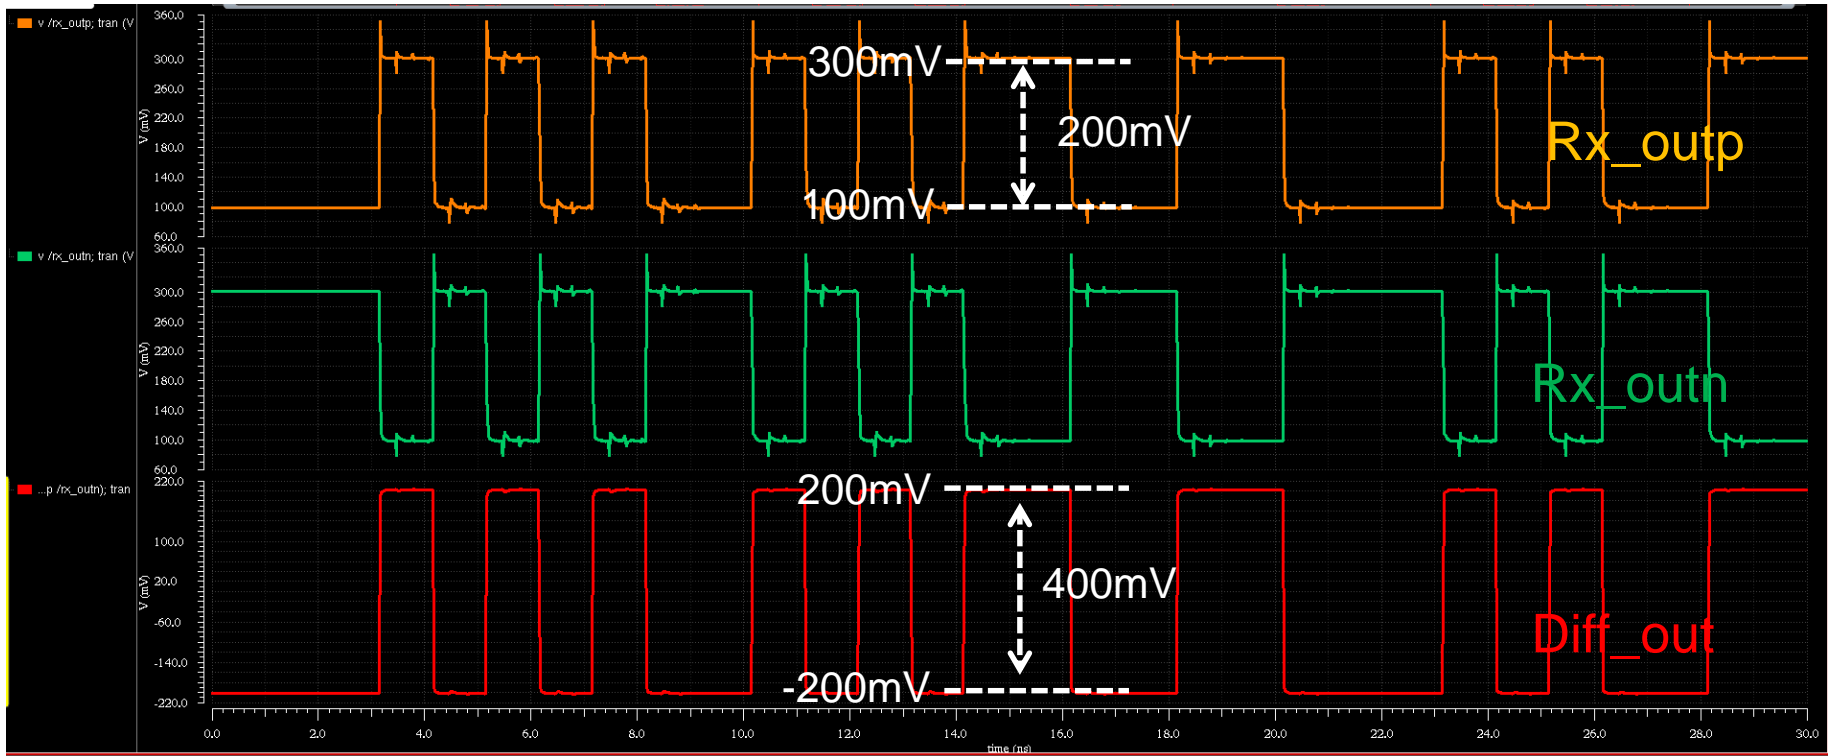 v /rx_outp; tran (V
360.0
300.0
260.0
220.0
180.0
140.0
100.0
60.0
V (mV)
300mV
200mV
100mV
Rx_outp
v /rx_outn; tran (V
360.0
300.0
260.0
220.0
180.0
140.0
100.0
60.0
V (mV)
Rx_outn
...p /rx_outn); tran
220.0
100.0
20.0
-60.0
-140.0
-220.0
V (mV)
200mV
400mV
-200mV
Diff_out
0.0 2.0 4.0 6.0 8.0 10.0 12.0 14.0 16.0 18.0 20.0 22.0 24.0 26.0 28.0 30.0
time (ns)